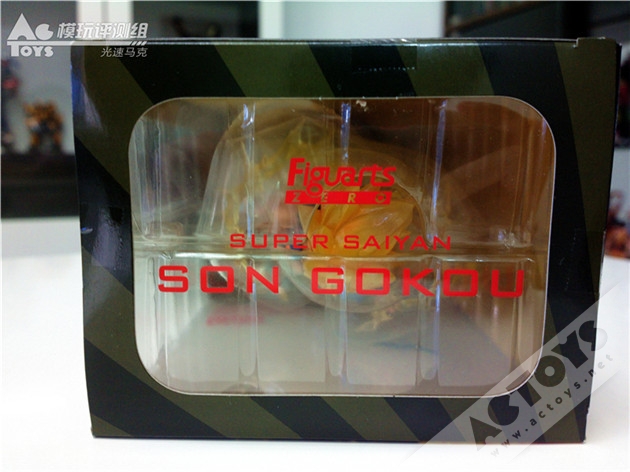 AC 模玩评测组
TOYS 光速马克
Figuarts
ZERO
SUPER SAIYAN
SON GOKOU
ACTOYS
www.actoys.net